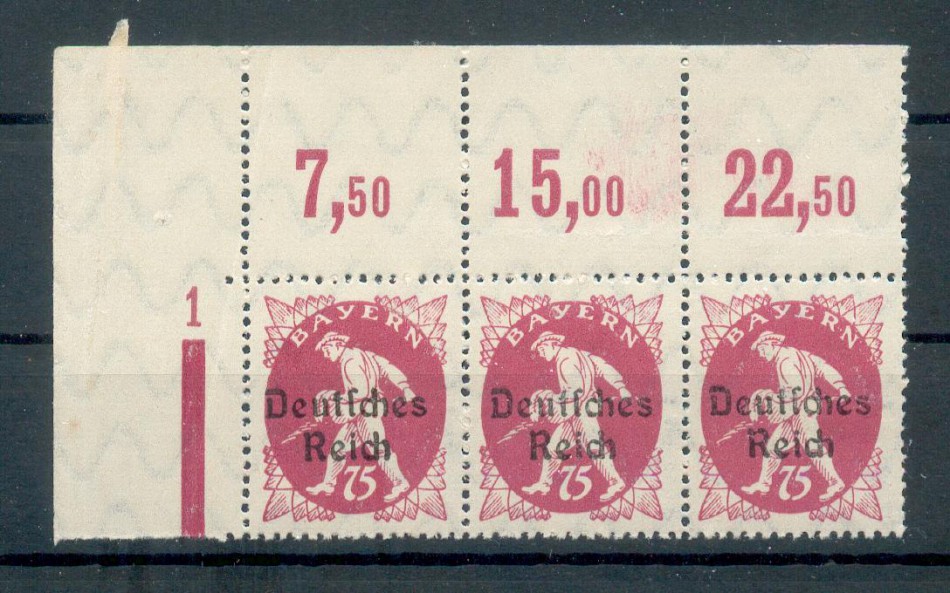 7,50 15,00 22,50
1
BAYERN BAYERN BAYERN
Deutſches Deutſches Deutſches
Reich Reich Reich
75 75 75